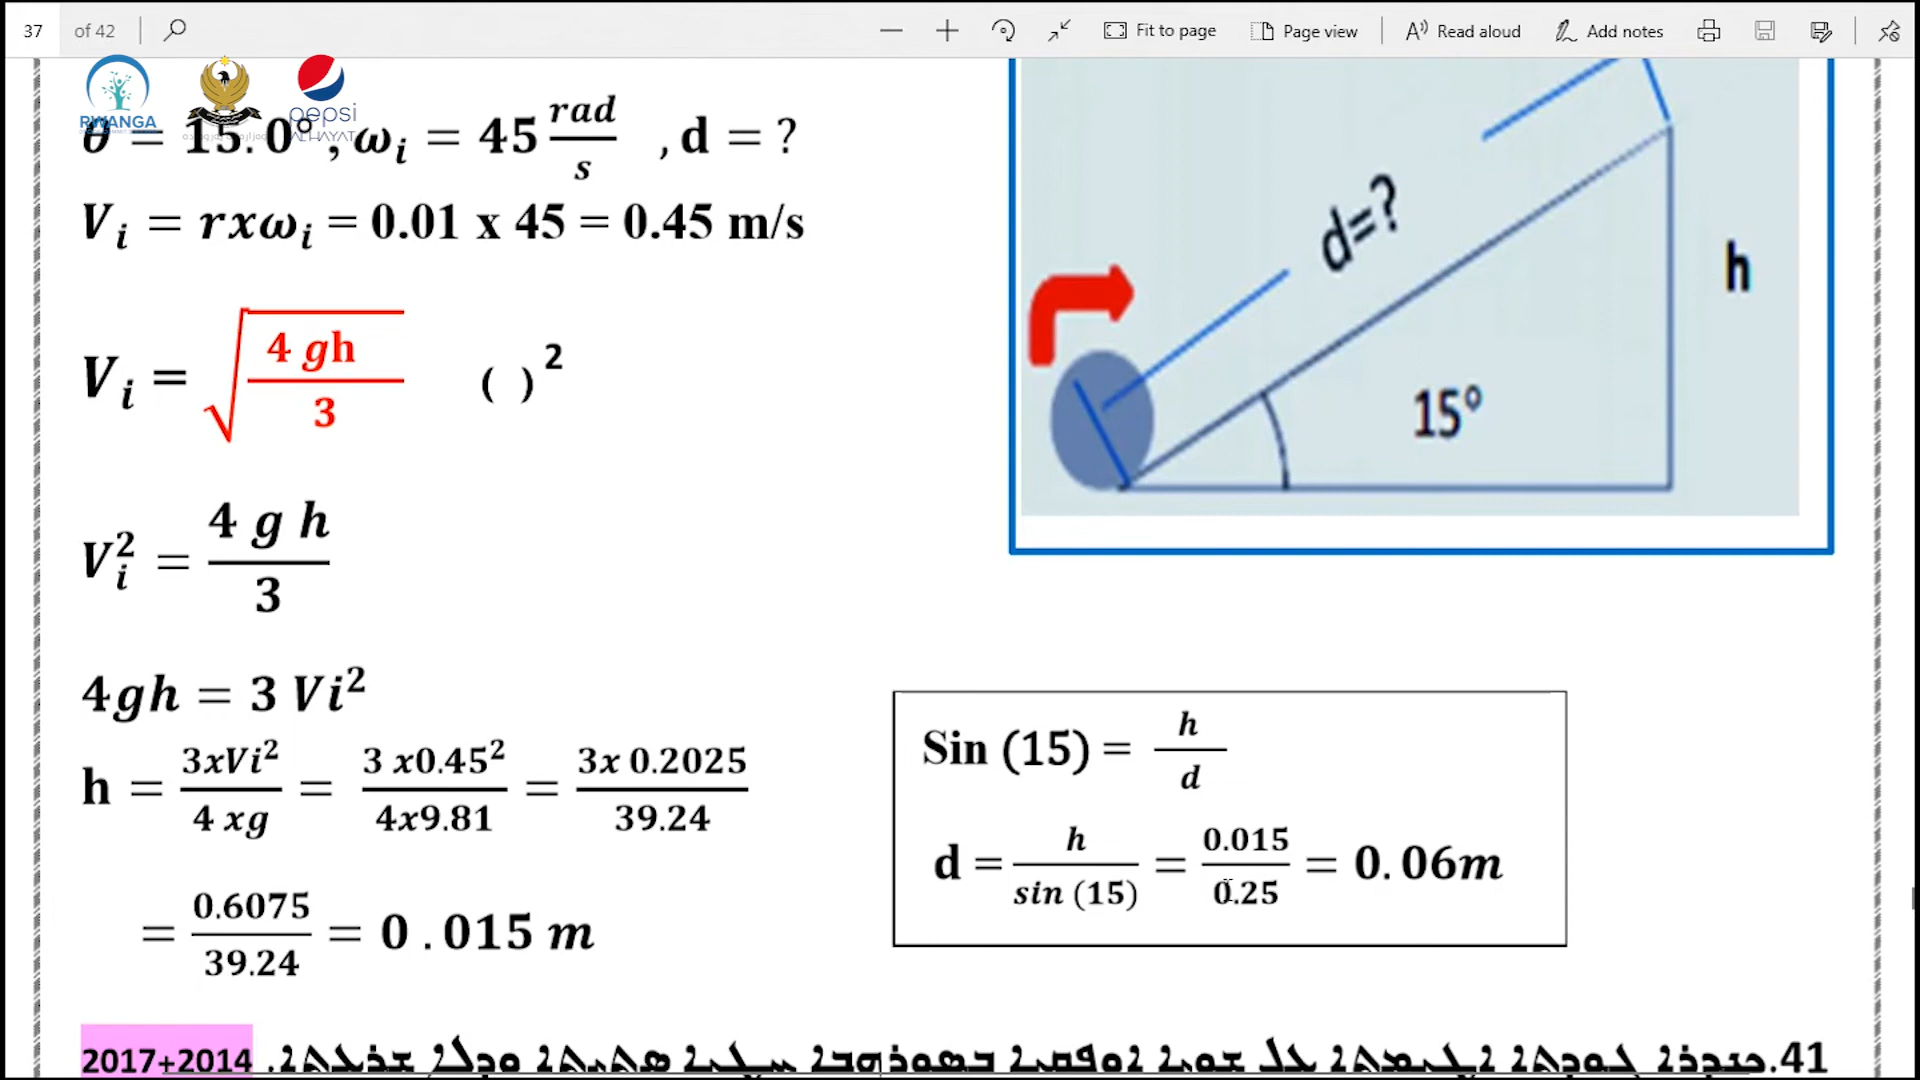 37 of 42 Fit to page Page view Read aloud Add notes
RWANGA pepsi
ALHAYAT
θ = 15.0°, ωi = 45 rad/s , d = ?
Vi = rxωi = 0.01 x 45 = 0.45 m/s
Vi = √(4 gh / 3) ( )²
Vi² = 4 g h / 3
4gh = 3 Vi²
h = 3xVi² / 4 xg = 3 x0.45² / 4x9.81 = 3x 0.2025 / 39.24
= 0.6075 / 39.24 = 0 . 015 m
d=?
h
15°
Sin (15) = h / d
d = h / sin (15) = 0.015 / 0.25 = 0.06m
41.
2017+2014